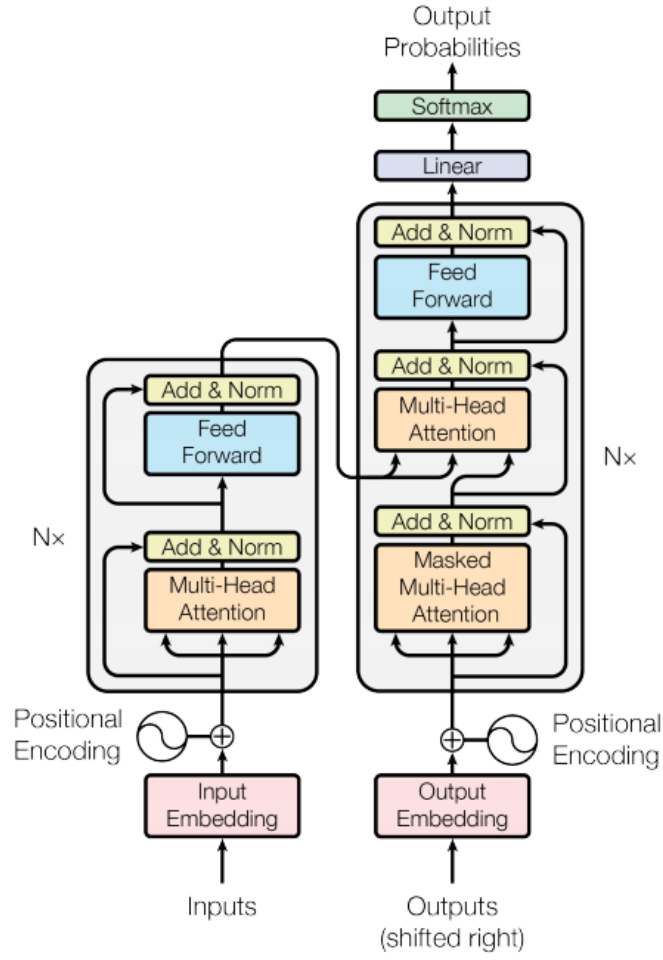 Output
Probabilities
Softmax
Linear
Add & Norm
Feed
Forward
Add & Norm
Multi-Head
Attention
Add & Norm
Masked
Multi-Head
Attention
Nx
Add & Norm
Feed
Forward
Add & Norm
Multi-Head
Attention
Nx
Positional
Encoding
Positional
Encoding
Input
Embedding
Output
Embedding
Inputs
Outputs
(shifted right)